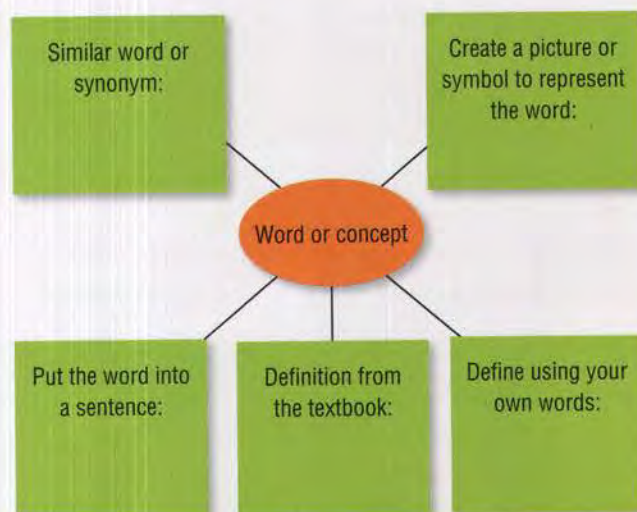 Similar word or
synonym:
Create a picture or
symbol to represent
the word:
Word or concept
Put the word into
a sentence:
Definition from
the textbook:
Define using your
own words: